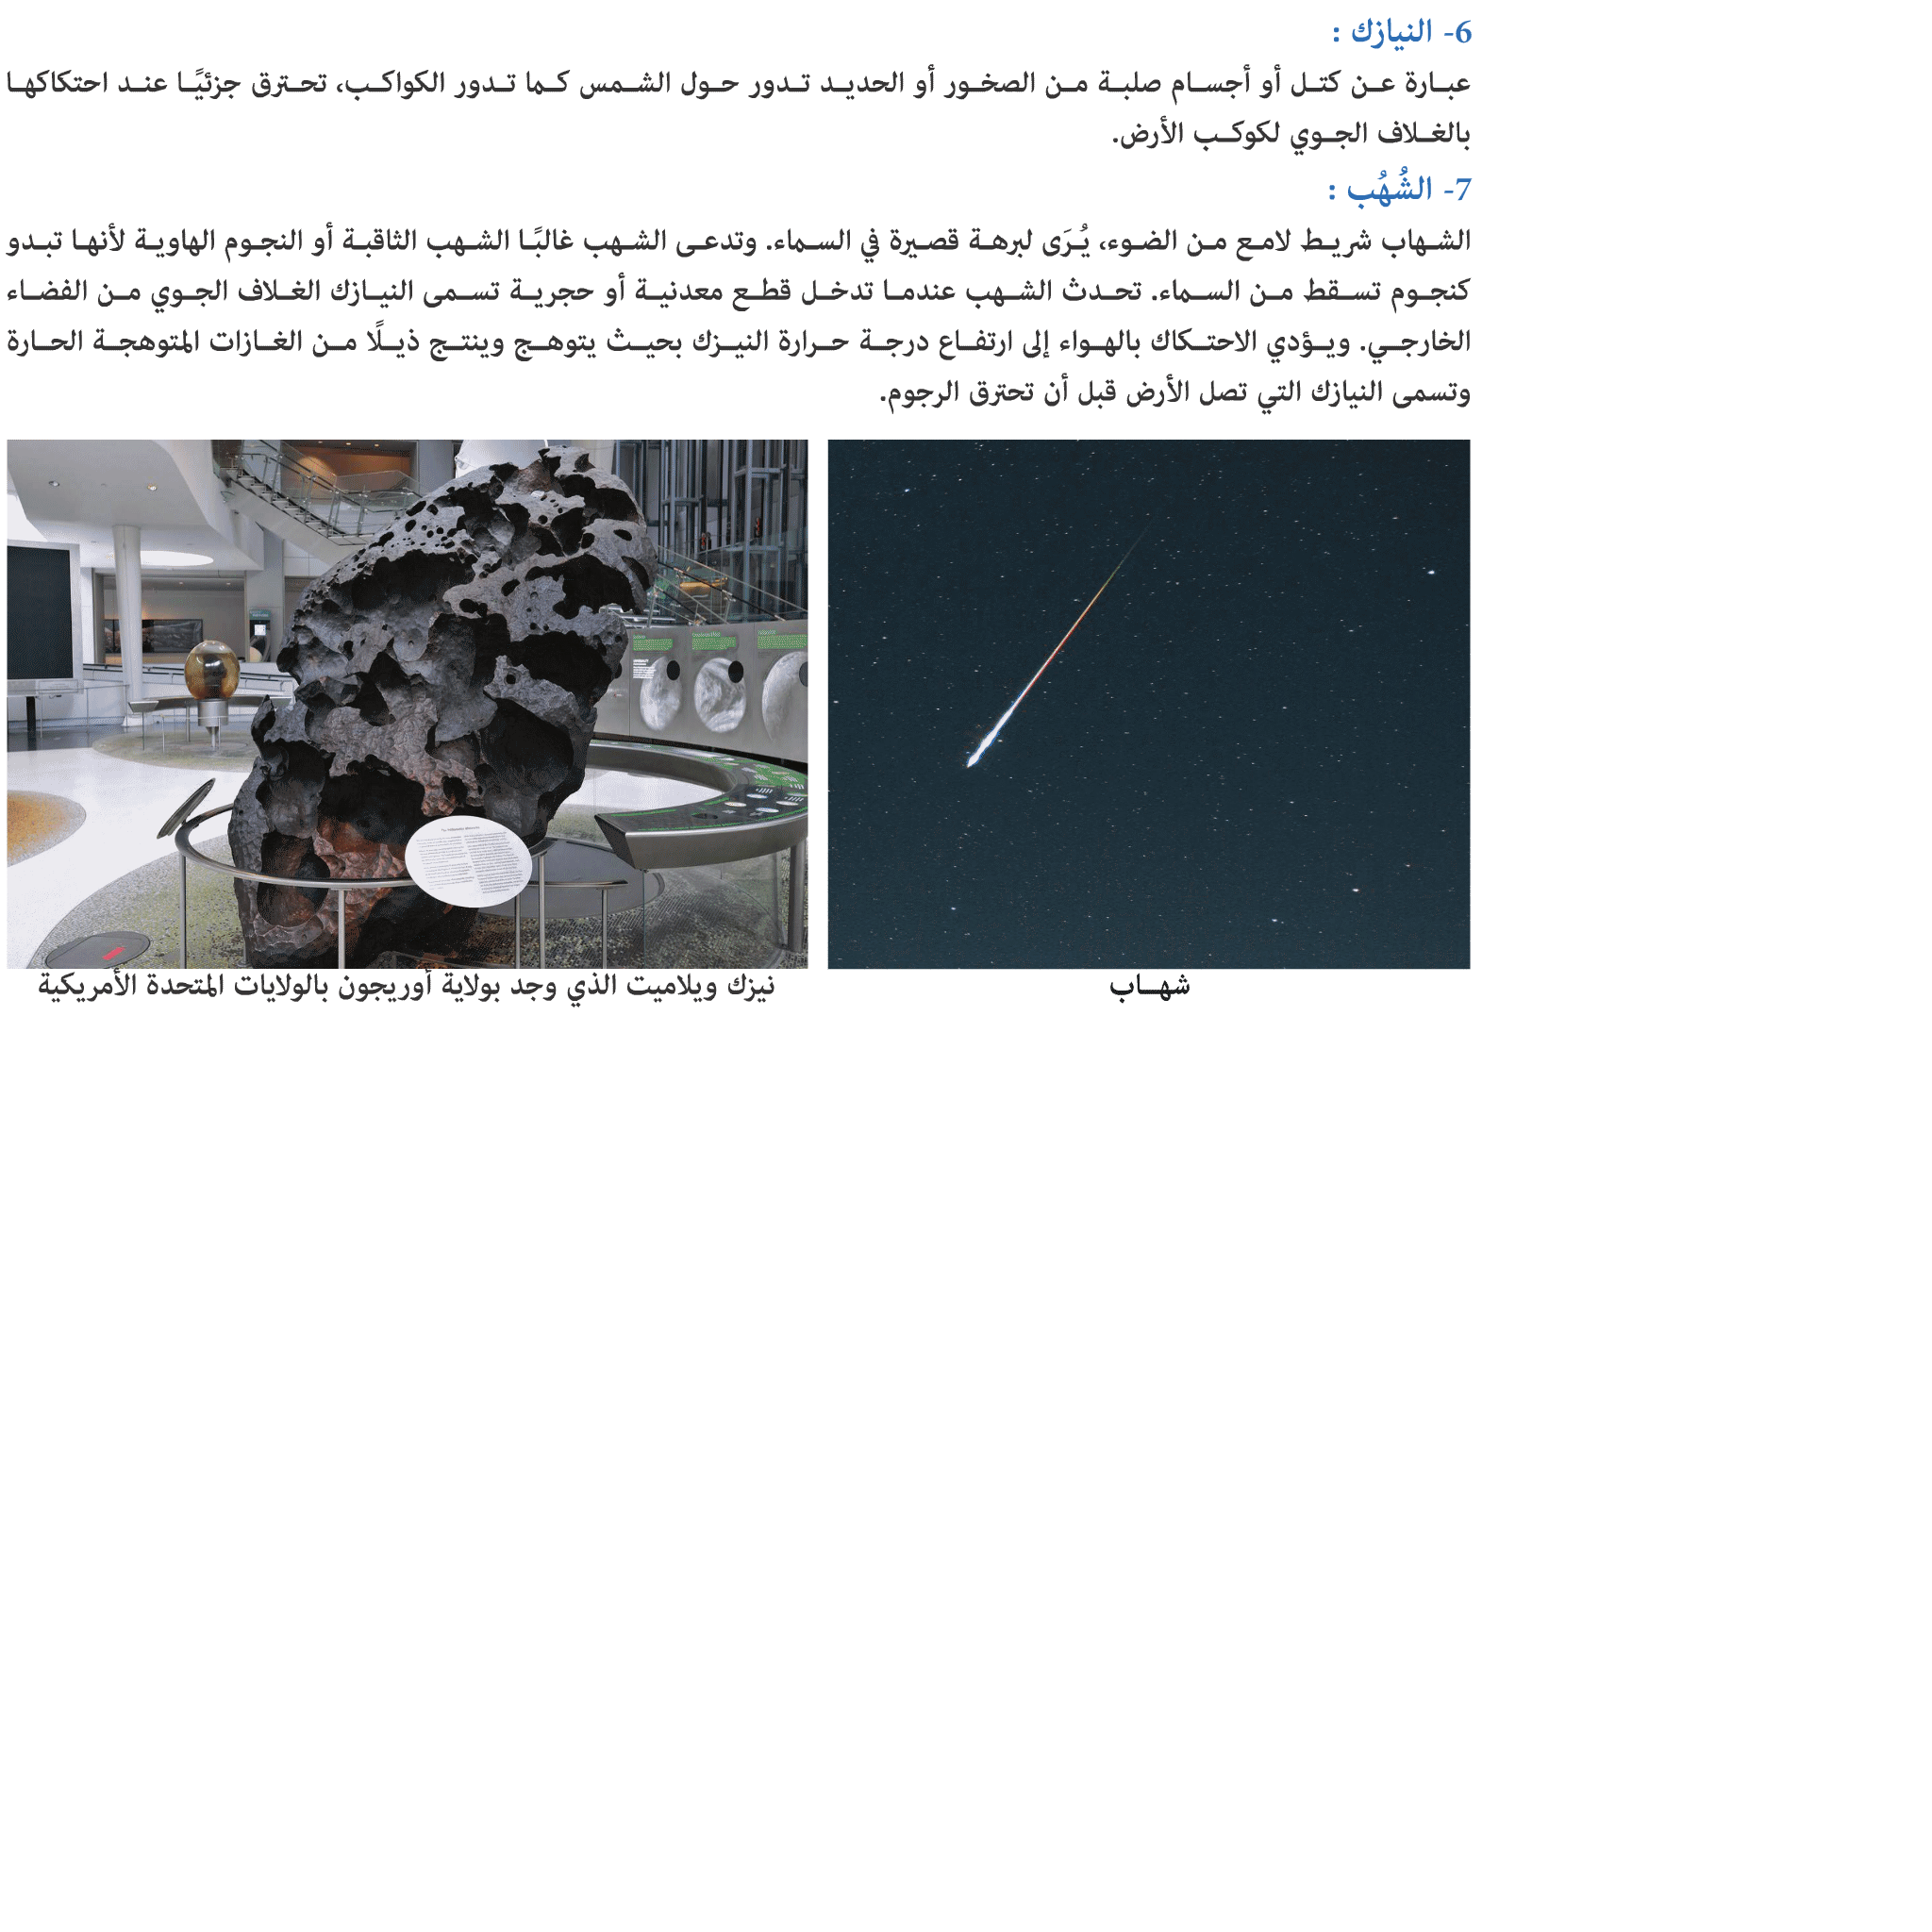 6- النيازك :
عبارة عن كتل أو أجسام صلبة من الصخور أو الحديد تدور حول الشمس كما تدور الكواكب، تحترق جزئيًا عند احتكاكها
بالغلاف الجوي لكوكب الأرض.
7- الشُهُب :
الشهاب شريط لامع من الضوء، يُرَى لبرهة قصيرة في السماء. وتدعى الشهب غالبًا الشهب الثاقبة أو النجوم الهاوية لأنها تبدو
كنجوم تسقط من السماء. تحدث الشهب عندما تدخل قطع معدنية أو حجرية تسمى النيازك الغلاف الجوي من الفضاء
الخارجي. ويؤدي الاحتكاك بالهواء إلى ارتفاع درجة حرارة النيزك بحيث يتوهج وينتج ذيلًا من الغازات المتوهجة الحارة
وتسمى النيازك التي تصل الأرض قبل أن تحترق الرجوم.
شهاب
نيزك ويلاميت الذي وجد بولاية أوريجون بالولايات المتحدة الأمريكية